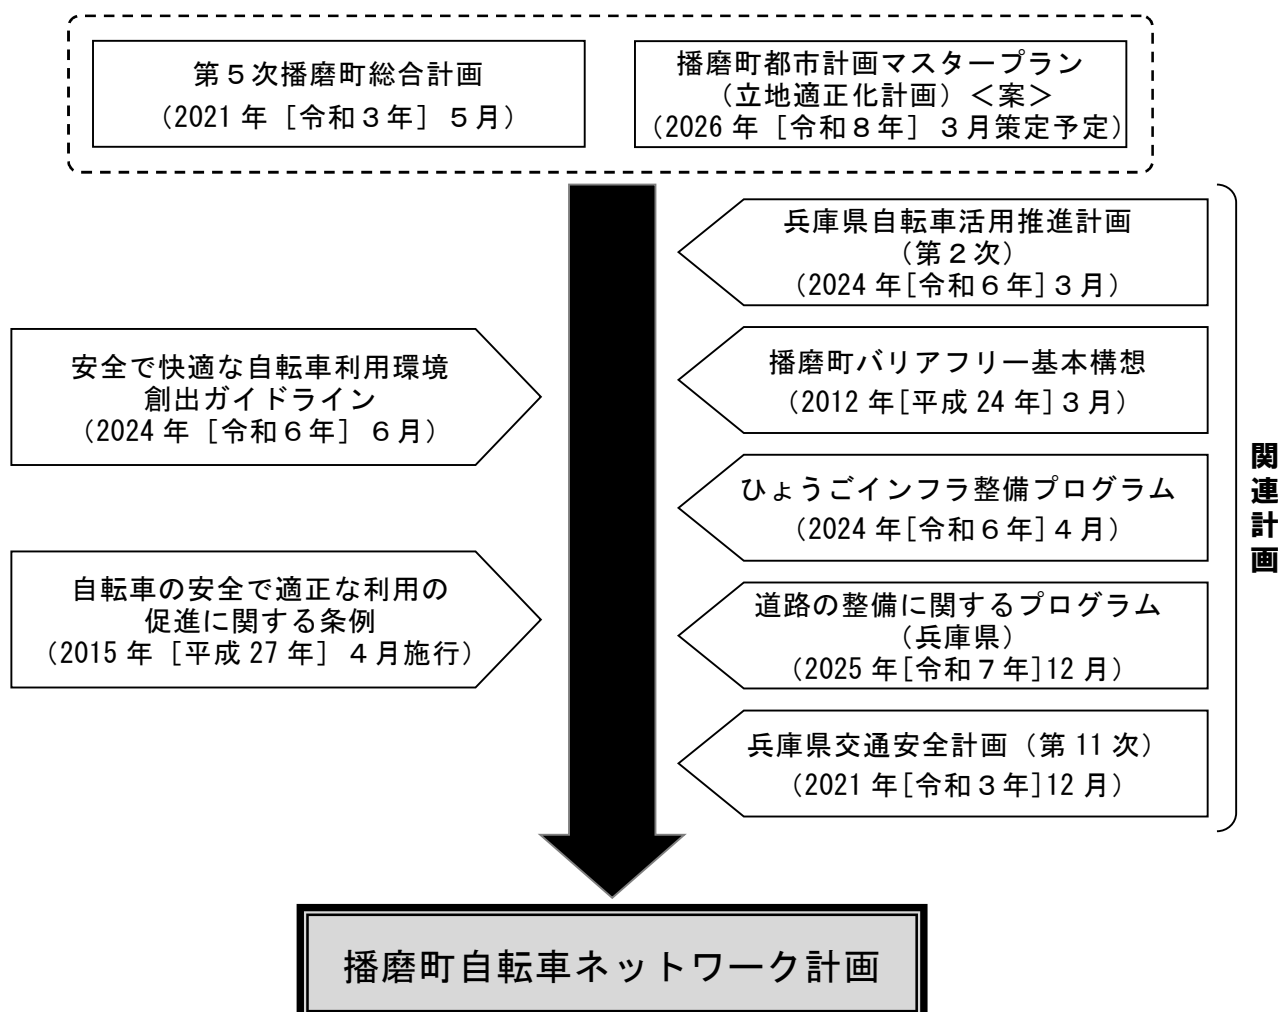 第５次播磨町総合計画
（2021 年［令和３年］５月）
播磨町都市計画マスタープラン
（立地適正化計画）＜案＞
（2026 年［令和８年］３月策定予定）
兵庫県自転車活用推進計画
（第２次）
（2024 年[令和６年]３月）
安全で快適な自転車利用環境
創出ガイドライン
（2024 年［令和６年］６月）
播磨町バリアフリー基本構想
（2012 年[平成 24 年]３月）
ひょうごインフラ整備プログラム
（2024 年[令和６年]４月）
自転車の安全で適正な利用の
促進に関する条例
（2015 年［平成 27 年］４月施行）
道路の整備に関するプログラム
（兵庫県）
（2025 年[令和７年]12 月）
兵庫県交通安全計画（第 11 次）
（2021 年[令和３年]12 月）
関連計画
播磨町自転車ネットワーク計画